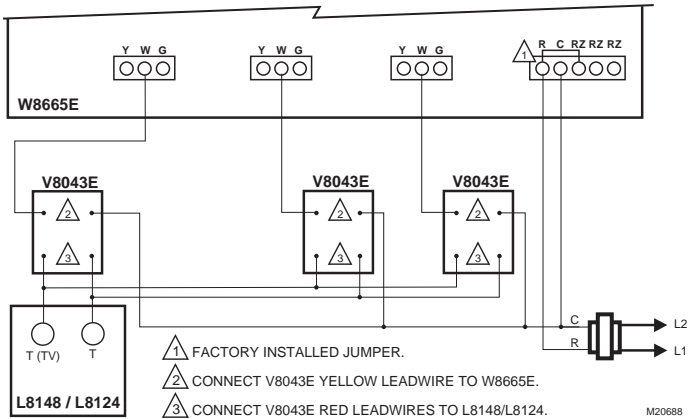 Y W G
Y W G
Y W G
R C RZ RZ RZ
1
W8665E
V8043E
V8043E
V8043E
2
2
2
3
3
3
C
L2
R
L1
T (TV)
T
L8148 / L8124
1 FACTORY INSTALLED JUMPER.
2 CONNECT V8043E YELLOW LEADWIRE TO W8665E.
3 CONNECT V8043E RED LEADWIRES TO L8148/L8124.
M20688